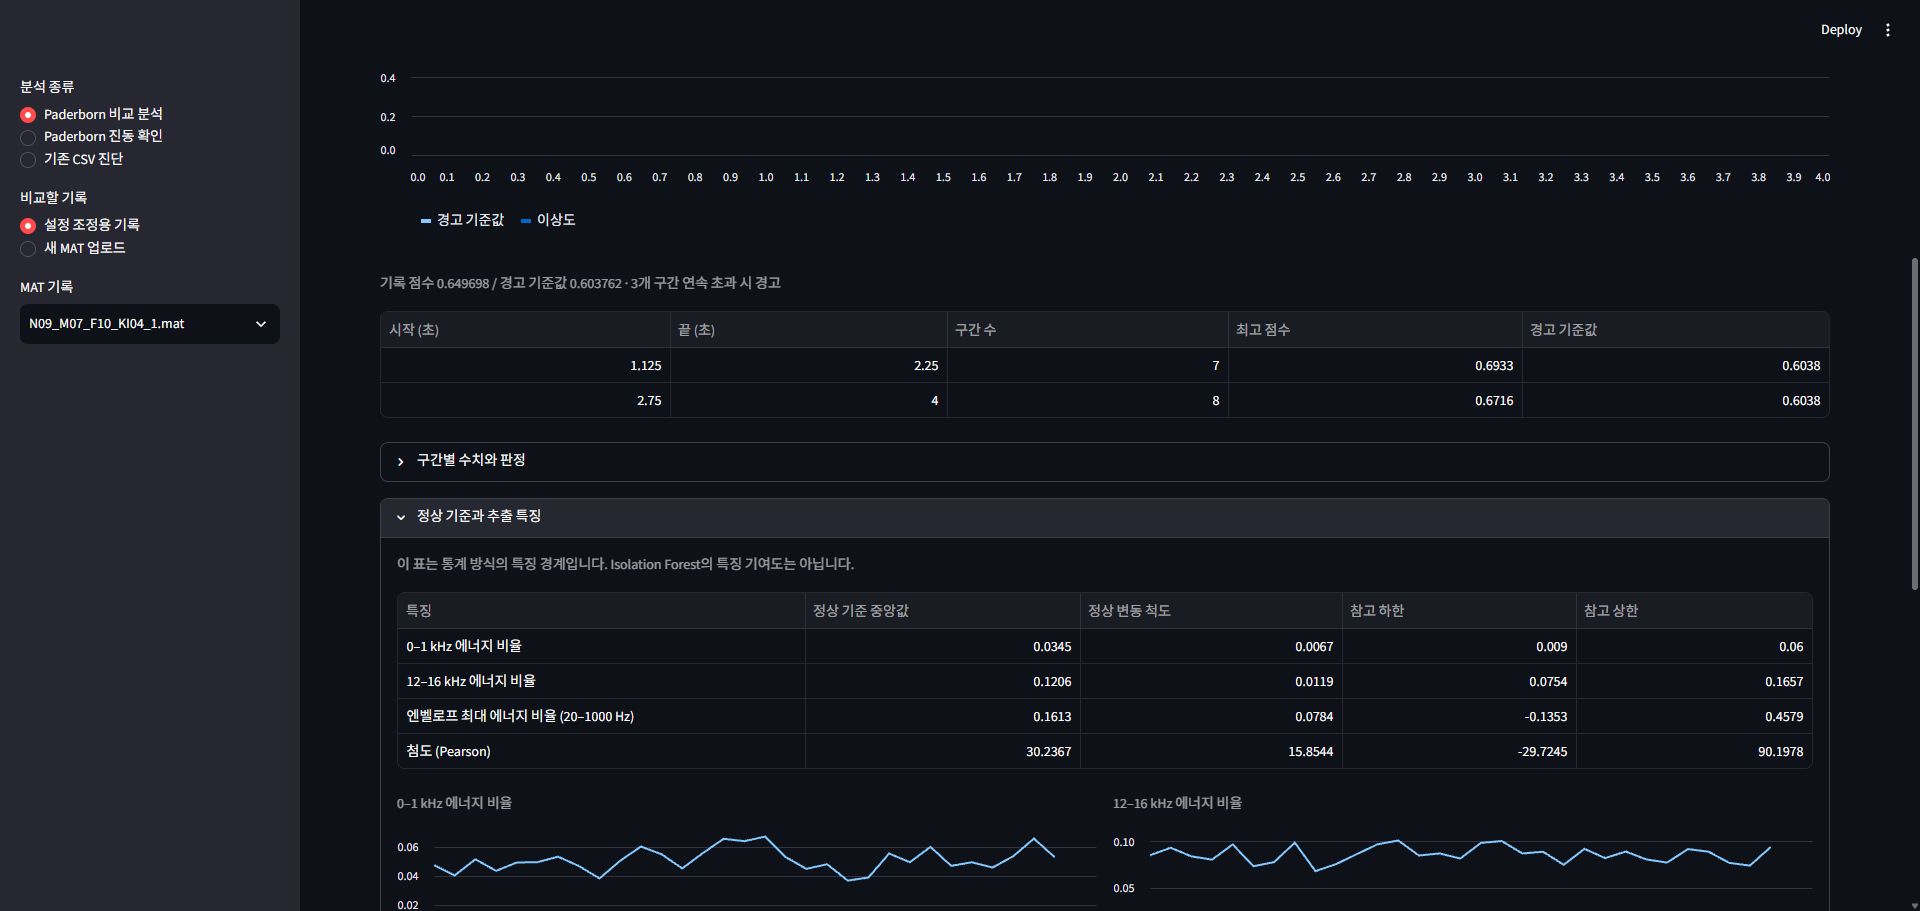 Deploy
분석 종류
Paderborn 비교 분석
Paderborn 진동 확인
기존 CSV 진단
비교할 기록
설정 조정용 기록
새 MAT 업로드
MAT 기록
N09_M07_F10_KI04_1.mat
0.4
0.2
0.0
0.0 0.1 0.2 0.3 0.4 0.5 0.6 0.7 0.8 0.9 1.0 1.1 1.2 1.3 1.4 1.5 1.6 1.7 1.8 1.9 2.0 2.1 2.2 2.3 2.4 2.5 2.6 2.7 2.8 2.9 3.0 3.1 3.2 3.3 3.4 3.5 3.6 3.7 3.8 3.9 4.0
경고 기준값 이상도
기록 점수 0.649698 / 경고 기준값 0.603762 · 3개 구간 연속 초과 시 경고
시작 (초) 끝 (초) 구간 수 최고 점수 경고 기준값
1.125 2.25 7 0.6933 0.6038
2.75 4 8 0.6716 0.6038
구간별 수치와 판정
정상 기준과 추출 특징
이 표는 통계 방식의 특징 경계입니다. Isolation Forest의 특징 기여도는 아닙니다.
특징 정상 기준 중앙값 정상 변동 척도 참고 하한 참고 상한
0–1 kHz 에너지 비율 0.0345 0.0067 0.009 0.06
12–16 kHz 에너지 비율 0.1206 0.0119 0.0754 0.1657
엔벨로프 최대 에너지 비율 (20–1000 Hz) 0.1613 0.0784 -0.1353 0.4579
첨도 (Pearson) 30.2367 15.8544 -29.7245 90.1978
0–1 kHz 에너지 비율
0.06
0.04
0.02
12–16 kHz 에너지 비율
0.10
0.05